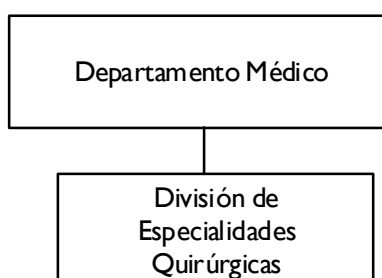 Departamento Médico
División de
Especialidades
Quirúrgicas